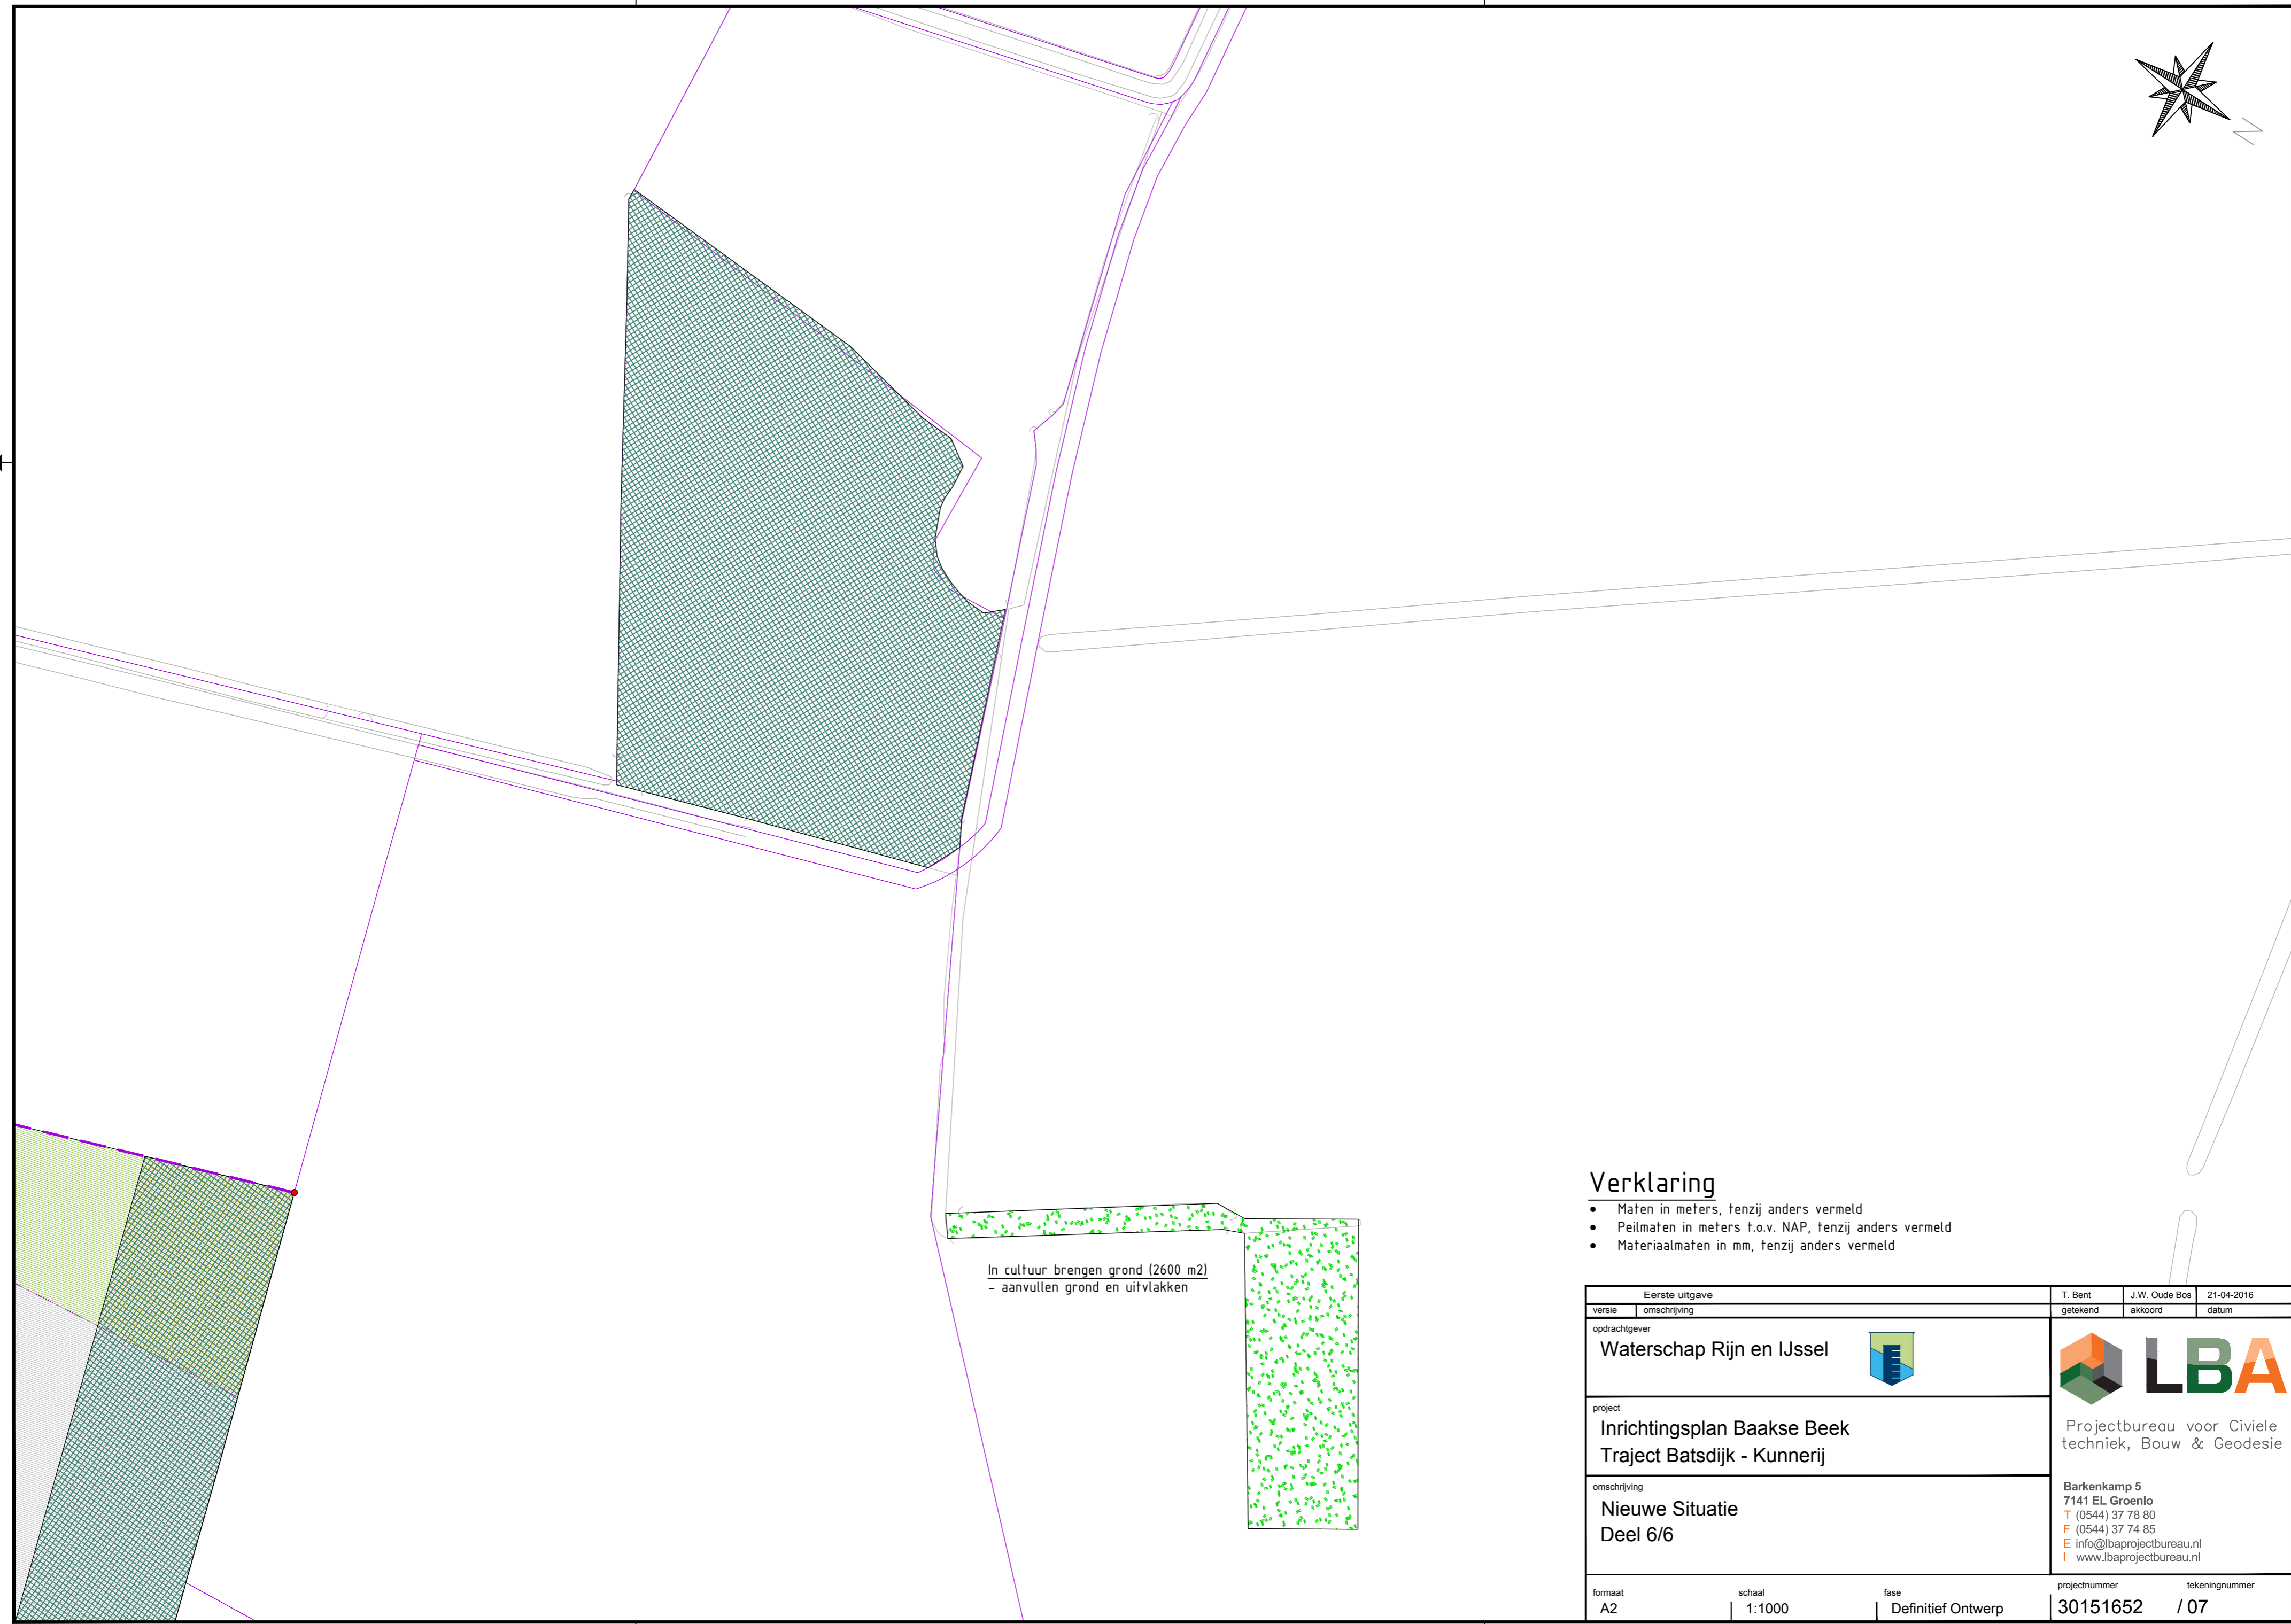 N
In cultuur brengen grond (2600 m2)
- aanvullen grond en uitvlakken
Verklaring
• Maten in meters, tenzij anders vermeld
• Peilmaten in meters t.o.v. NAP, tenzij anders vermeld
• Materiaalmaten in mm, tenzij anders vermeld
Eerste uitgave T. Bent J.W. Oude Bos 21-04-2016
versie omschrijving getekend akkoord datum
opdrachtgever
Waterschap Rijn en IJssel
project
Inrichtingsplan Baakse Beek
Traject Batsdijk - Kunnerij
omschrijving
Nieuwe Situatie
Deel 6/6
LBA
Projectbureau voor Civiele
techniek, Bouw & Geodesie
Barkenkamp 5
7141 EL Groenlo
T (0544) 37 78 80
F (0544) 37 74 85
E info@lbaprojectbureau.nl
I www.lbaprojectbureau.nl
formaat schaal fase projectnummer tekeningnummer
A2 1:1000 Definitief Ontwerp 30151652 / 07